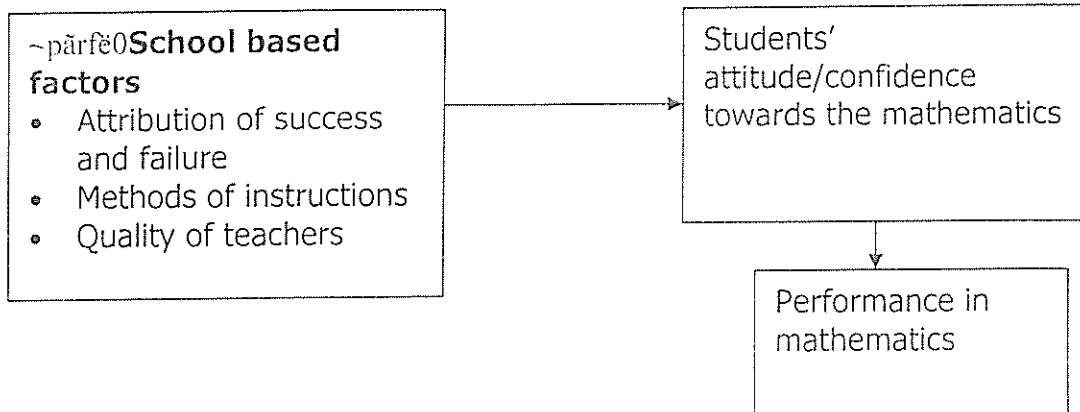 ~pãrfë0School based
factors
• Attribution of success
and failure
• Methods of instructions
• Quality of teachers
Students'
attitude/confidence
towards the mathematics
Performance in
mathematics